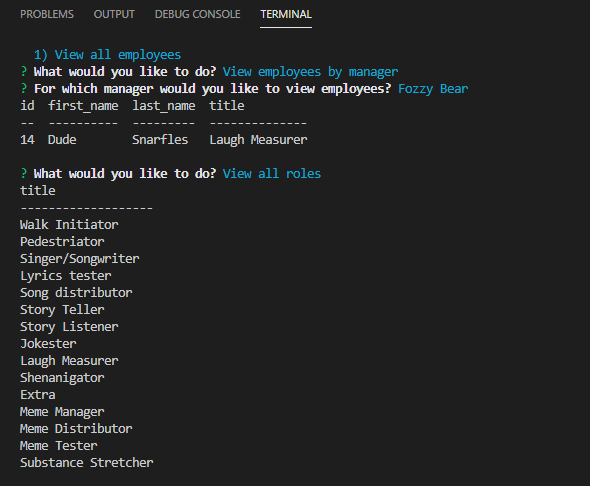 PROBLEMS OUTPUT DEBUG CONSOLE TERMINAL
1) View all employees
? What would you like to do? View employees by manager
? For which manager would you like to view employees? Fozzy Bear
id  first_name  last_name  title
--  ----------  ---------  --------------
14  Dude        Snarfles   Laugh Measurer
? What would you like to do? View all roles
title
-------------------
Walk Initiator
Pedestriator
Singer/Songwriter
Lyrics tester
Song distributor
Story Teller
Story Listener
Jokester
Laugh Measurer
Shenanigator
Extra
Meme Manager
Meme Distributor
Meme Tester
Substance Stretcher